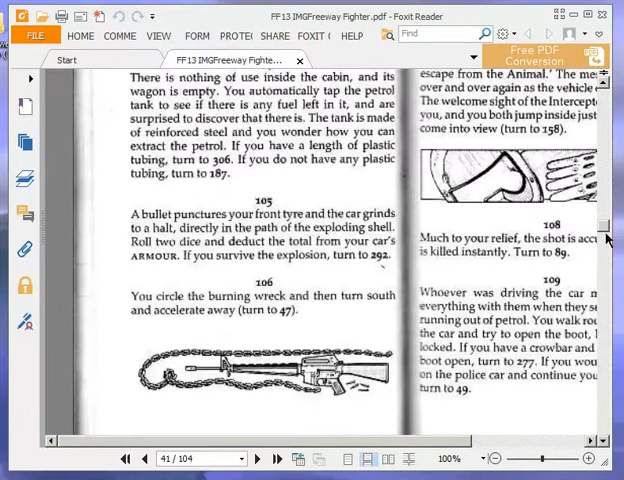 FF13 IMGFreeway Fighter.pdf - Foxit Reader
FILE
HOME
COMME
VIEW
FORM
PROTE
SHARE
FOXIT C
HELP
Find
Start
FF13 IMGFreeway Fighte...
Free PDF
Conversion
There is nothing of use inside the cabin, and its
wagon is empty. You automatically tap the petrol
tank to see if there is any fuel left in it, and are
surprised to discover that there is. The tank is made
of reinforced steel and you wonder how you can
extract the petrol. If you have a length of plastic
tubing, turn to 306. If you do not have any plastic
tubing, turn to 187.
105
A bullet punctures your front tyre and the car grinds
to a halt, directly in the path of the exploding shell.
Roll two dice and deduct the total from your car's
ARMOUR. If you survive the explosion, turn to 292.
106
You circle the burning wreck and then turn south
and accelerate away (turn to 47).
escape from the Animal.' The me
over and over again as the vehicle
The welcome sight of the Intercept
you, and you both jump inside just
come into view (turn to 158).
108
Much to your relief, the shot is accu
is killed instantly. Turn to 89.
109
Whoever was driving the car m
everything with them when they se
running out of petrol. You walk rou
the car and try to open the boot,
locked. If you have a crowbar and
boot open, turn to 277. If you wou
on the police car and continue you
turn to 49.
41 / 104
100%